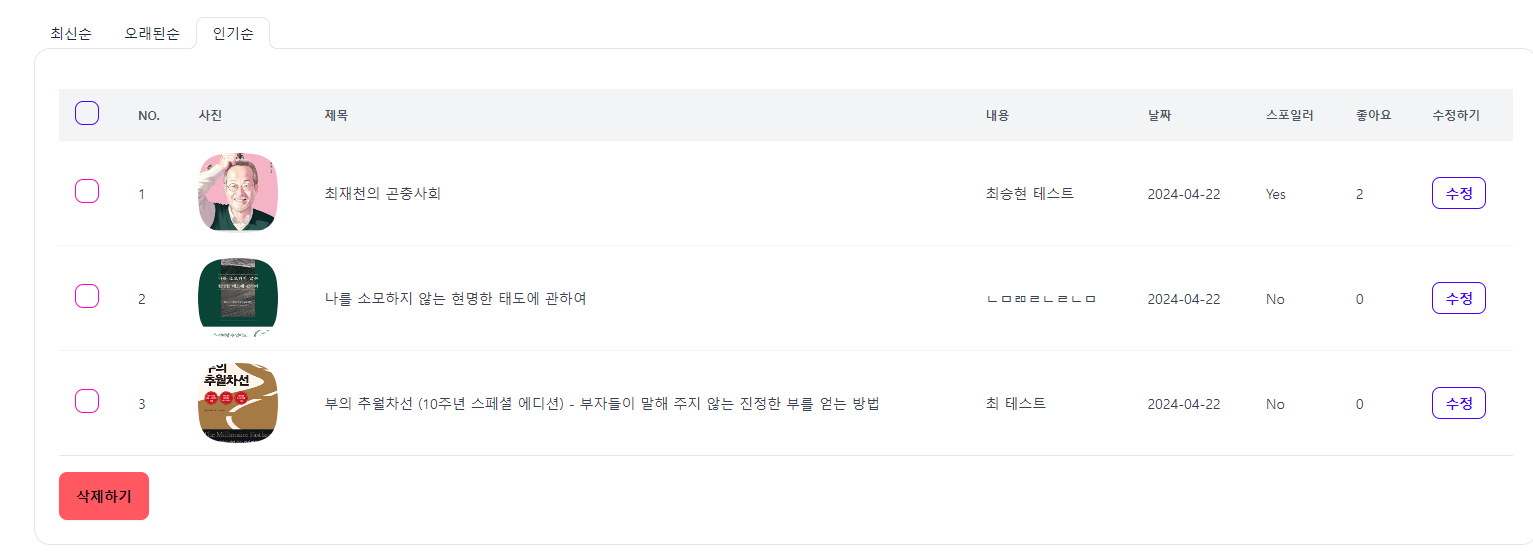 최신순 오래된순 인기순
NO. 사진 제목 내용 날짜 스포일러 좋아요 수정하기
1 최재천의 곤충사회 최승현 테스트 2024-04-22 Yes 2 수정
2 나를 소모하지 않는 현명한 태도에 관하여 2024-04-22 No 0 수정
추월차선
The Millionaire Fastlane
3 부의 추월차선 (10주년 스페셜 에디션) - 부자들이 말해 주지 않는 진정한 부를 얻는 방법 최 테스트 2024-04-22 No 0 수정
삭제하기